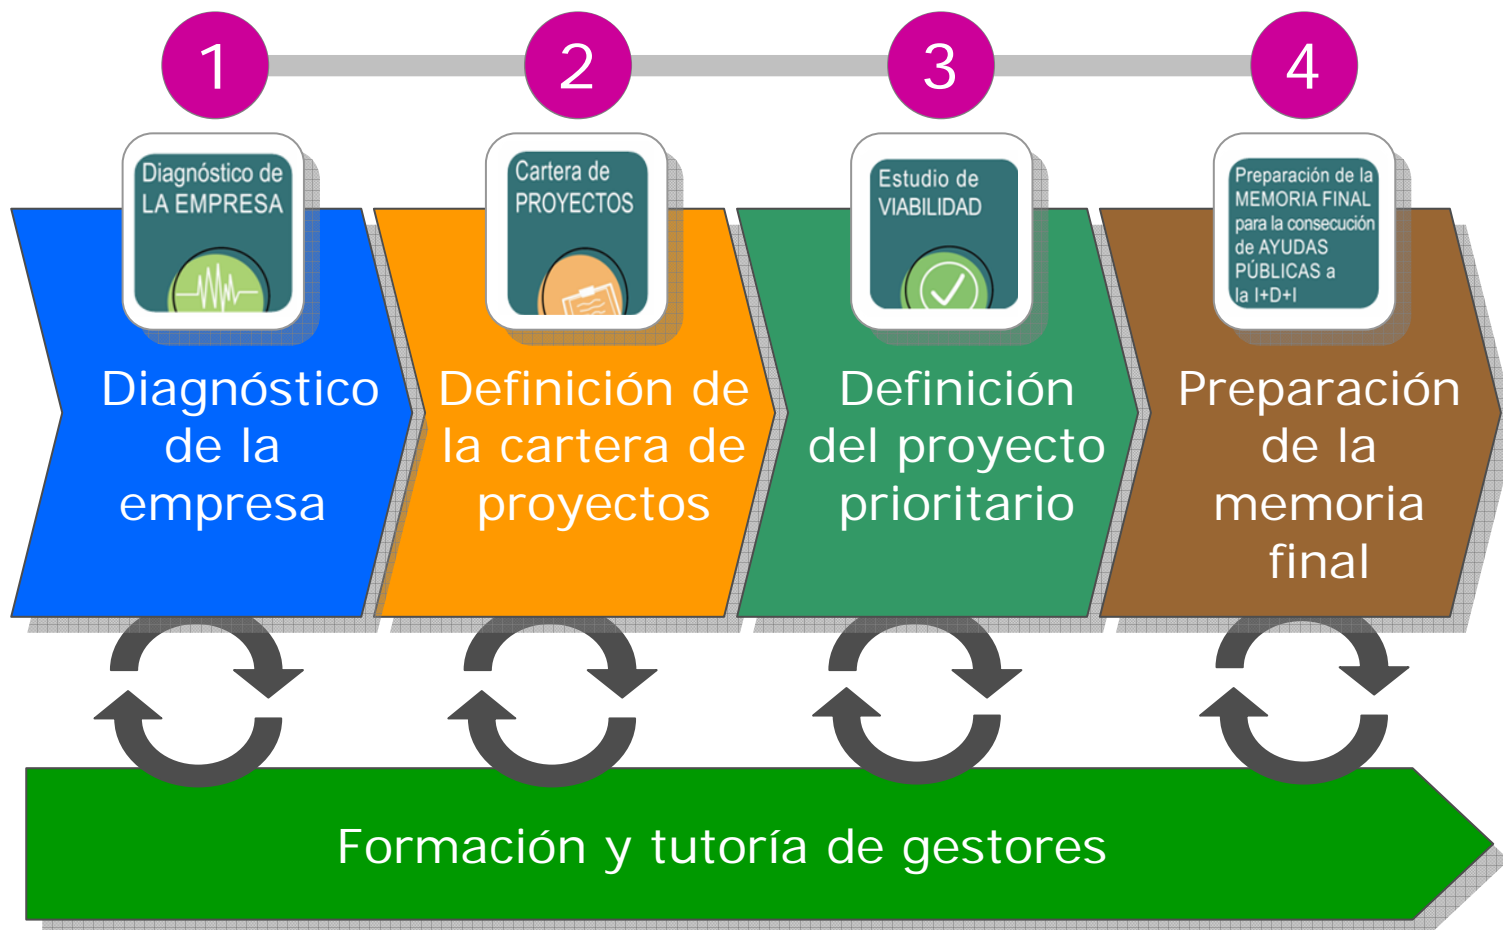 1
2
3
4
Diagnóstico de
LA EMPRESA
Cartera de
PROYECTOS
Estudio de
VIABILIDAD
Preparación de la
MEMORIA FINAL
para la consecución
de AYUDAS
PÚBLICAS a
la I+D+I
Diagnóstico
de la
empresa
Definición de
la cartera de
proyectos
Definición
del proyecto
prioritario
Preparación
de la
memoria
final
Formación y tutoría de gestores